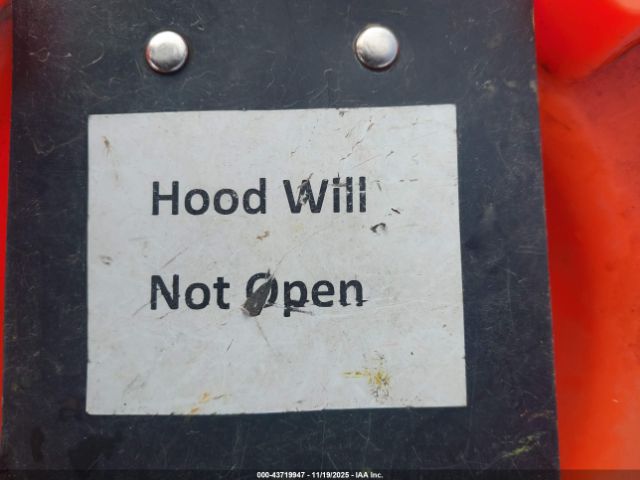 Hood Will
Not Open
000-43719947 - 11/19/2025 - IAA Inc.